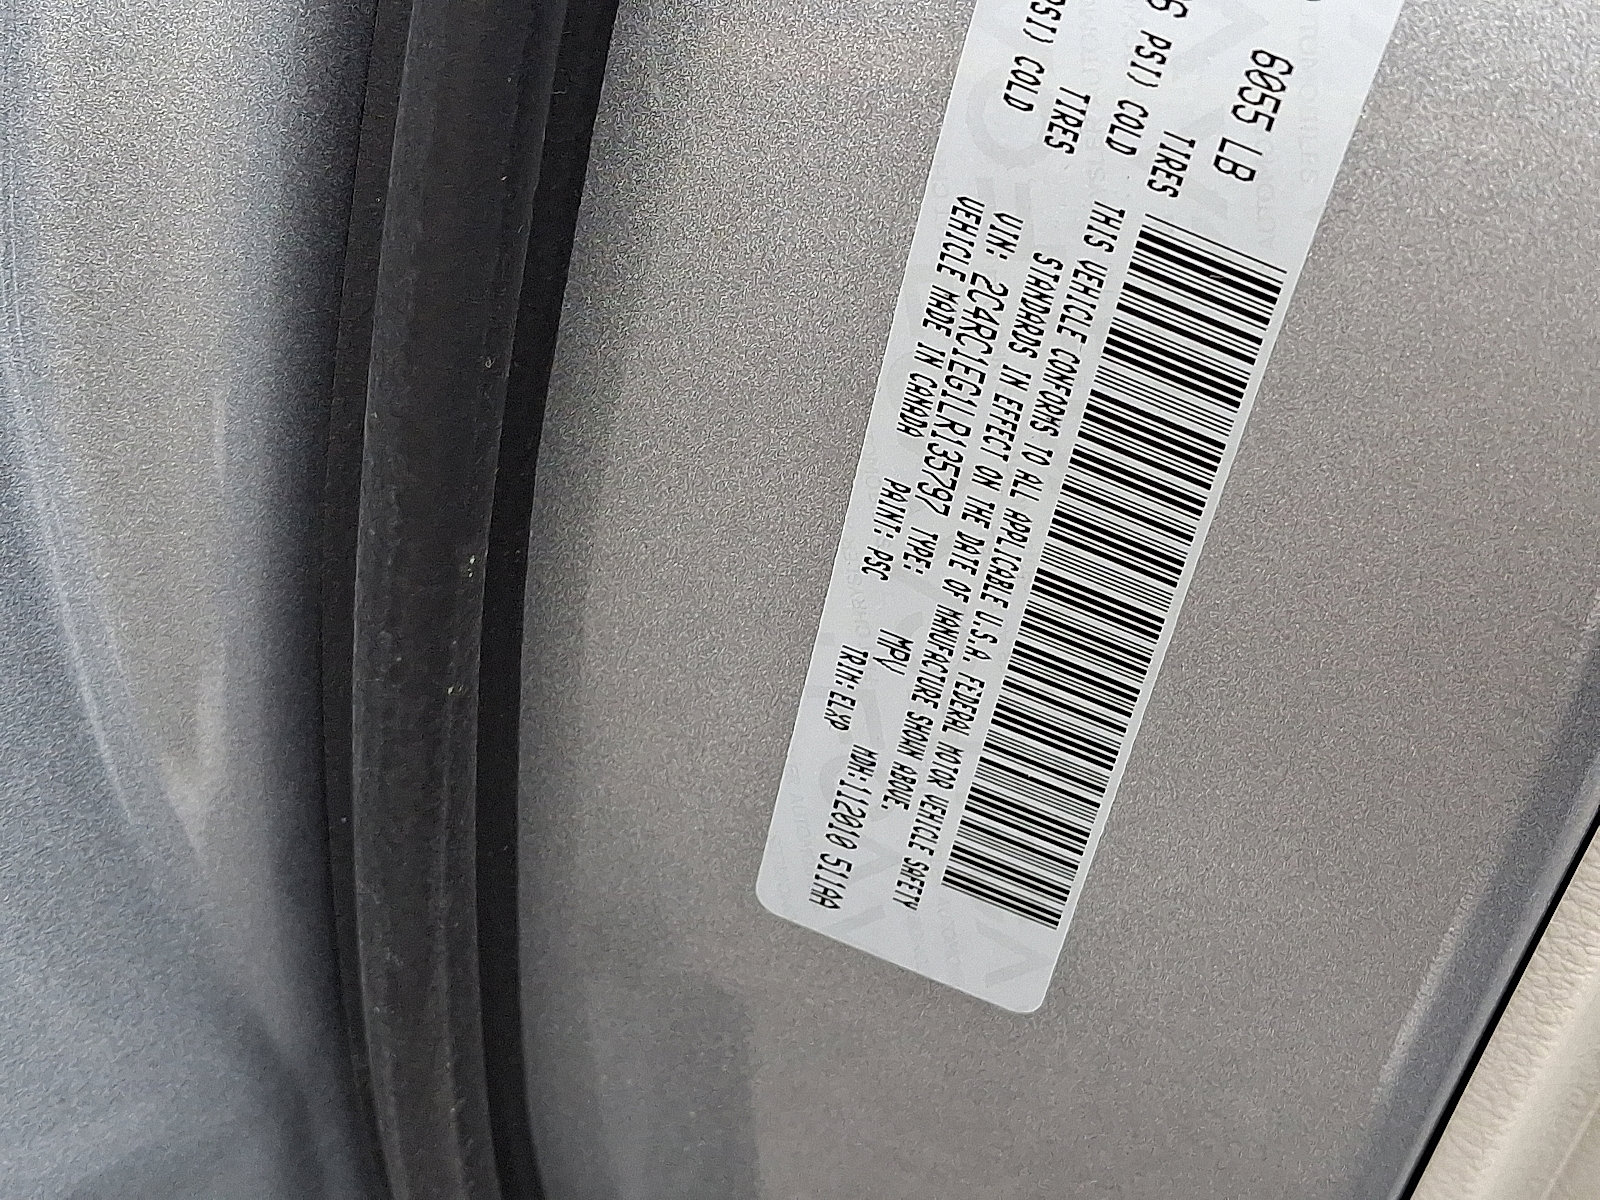 6055 LB
PSI) COLD TIRES
PSI) COLD TIRES
THIS VEHICLE CONFORMS TO ALL APPLICABLE U.S.A. FEDERAL MOTOR VEHICLE SAFETY
STANDARDS IN EFFECT ON THE DATE OF MANUFACTURE SHOWN ABOVE.
VIN: 2C4RC1EG1LR135797 TYPE: MPV MDH: 112010 511AA
VEHICLE MADE IN CANADA PAINT: PSC TRIM: ELXP